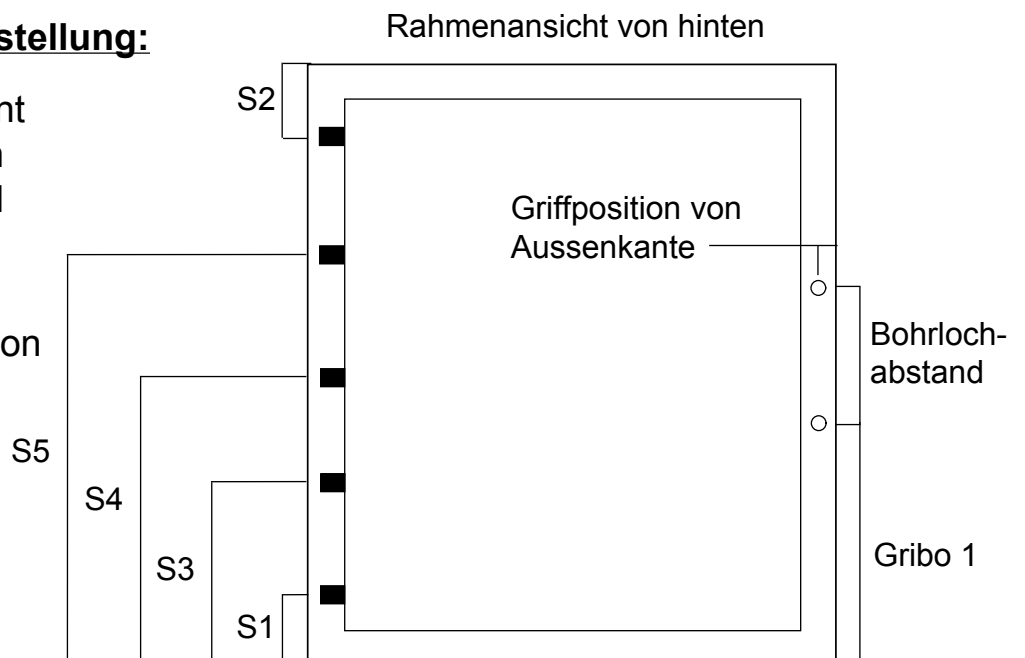 stellung:
Rahmenansicht von hinten
nt
S2
Griffposition von
Aussenkante
on
Bohrloch-
abstand
S5
S4
S3
Gribo 1
S1